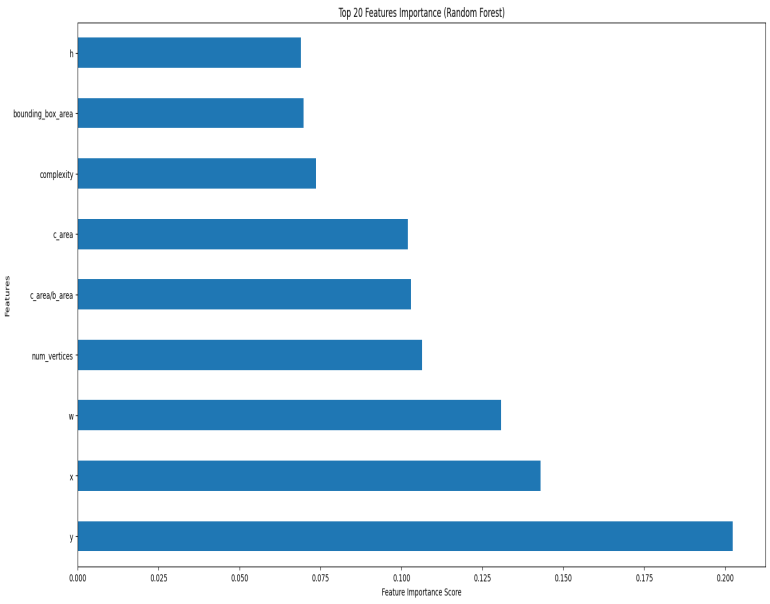 Top 20 Features Importance (Random Forest)
h
bounding_box_area
complexity
c_area
c_area/b_area
num_vertices
w
x
y
Features
0.000 0.025 0.050 0.075 0.100 0.125 0.150 0.175 0.200
Feature Importance Score